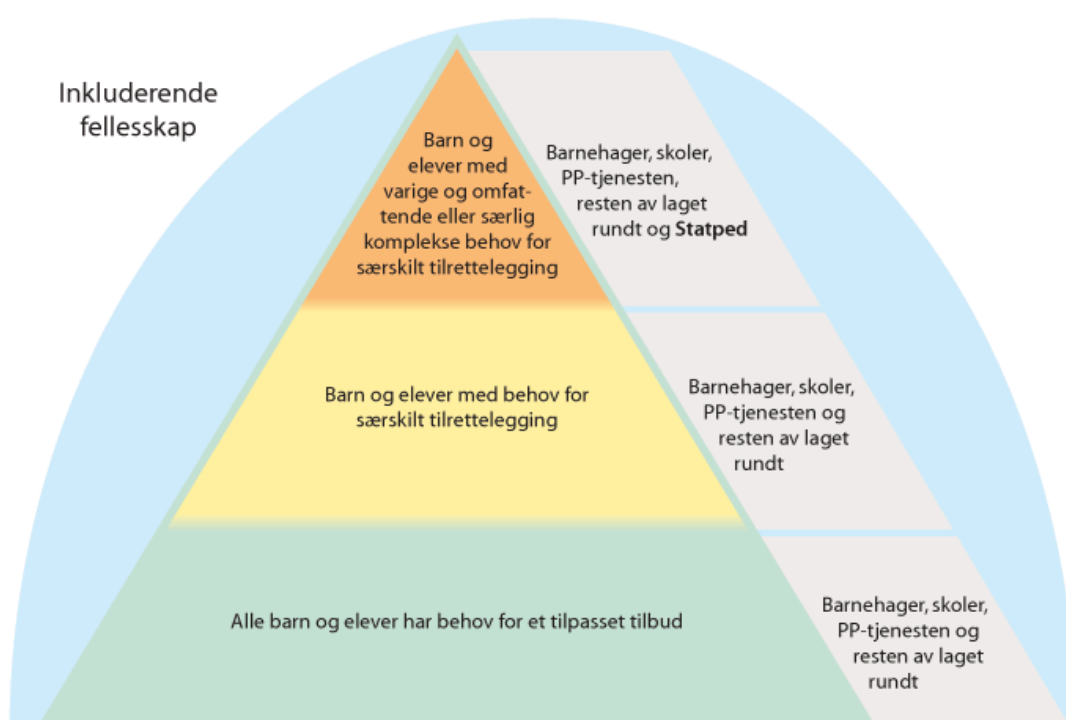 Inkluderende
fellesskap
Barn og
elever med
varige og omfat-
tende eller særlig
komplekse behov for
særskilt tilrettelegging
Barnehager, skoler,
PP-tjenesten,
resten av laget
rundt og Statped
Barn og elever med behov for
særskilt tilrettelegging
Barnehager, skoler,
PP-tjenesten og
resten av laget
rundt
Alle barn og elever har behov for et tilpasset tilbud
Barnehager, skoler,
PP-tjenesten og
resten av laget
rundt